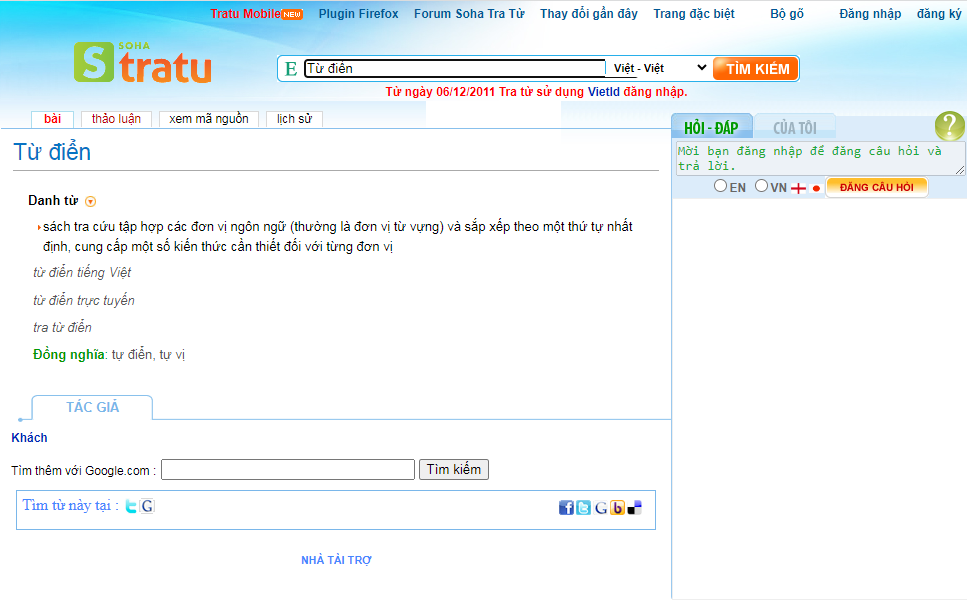 Tratu Mobile NEW Plugin Firefox Forum Soha Tra Từ Thay đổi gần đây Trang đặc biệt Bộ gõ Đăng nhập đăng ký
S SOHA tratu
E Từ điển Việt - Việt TÌM KIẾM
Từ ngày 06/12/2011 Tra từ sử dụng VietId đăng nhập.
bài thảo luận xem mã nguồn lịch sử
HỎI - ĐÁP CỦA TÔI ?
Mời bạn đăng nhập để đăng câu hỏi và
trả lời.
EN VN ĐĂNG CÂU HỎI
Từ điển
Danh từ
sách tra cứu tập hợp các đơn vị ngôn ngữ (thường là đơn vị từ vựng) và sắp xếp theo một thứ tự nhất
định, cung cấp một số kiến thức cần thiết đối với từng đơn vị
từ điển tiếng Việt
từ điển trực tuyến
tra từ điển
Đồng nghĩa: tự điển, tự vị
TÁC GIẢ
Khách
Tìm thêm với Google.com : Tìm kiếm
Tìm từ này tại : t G f t G b
NHÀ TÀI TRỢ